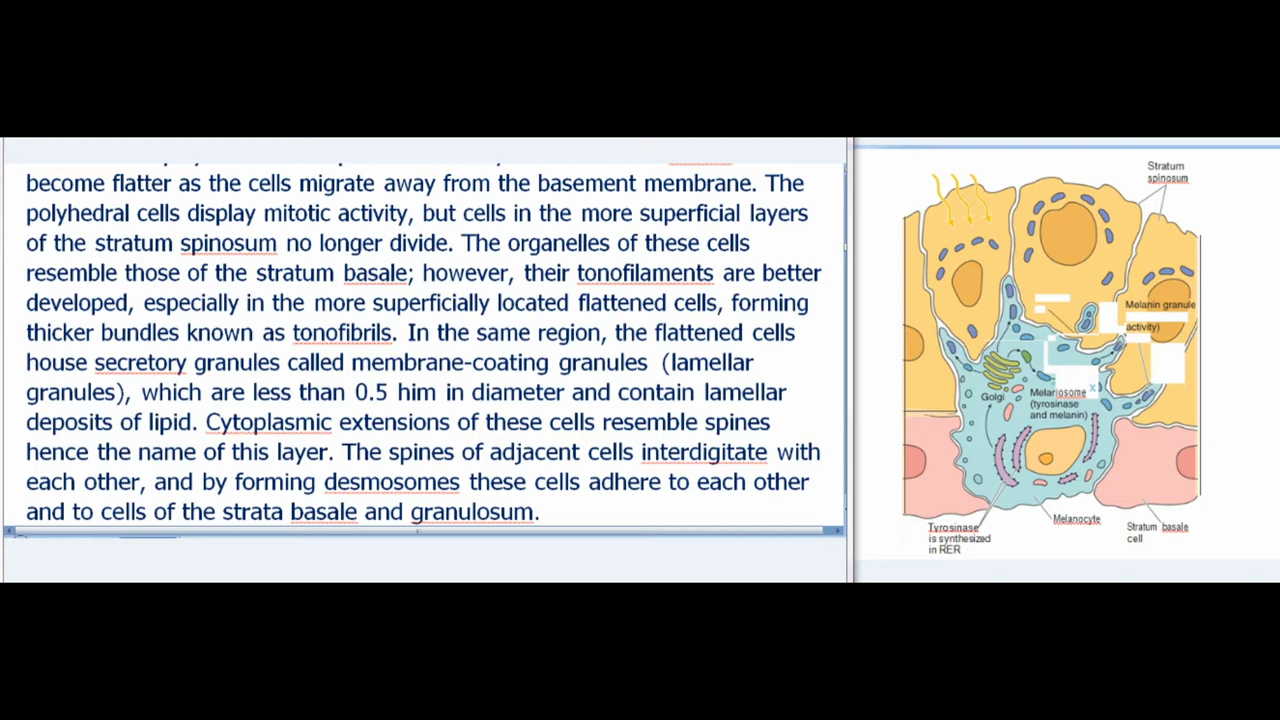 become flatter as the cells migrate away from the basement membrane. The
polyhedral cells display mitotic activity, but cells in the more superficial layers
of the stratum spinosum no longer divide. The organelles of these cells
resemble those of the stratum basale; however, their tonofilaments are better
developed, especially in the more superficially located flattened cells, forming
thicker bundles known as tonofibrils. In the same region, the flattened cells
house secretory granules called membrane-coating granules (lamellar
granules), which are less than 0.5 him in diameter and contain lamellar
deposits of lipid. Cytoplasmic extensions of these cells resemble spines
hence the name of this layer. The spines of adjacent cells interdigitate with
each other, and by forming desmosomes these cells adhere to each other
and to cells of the strata basale and granulosum.
Stratum
spinosum
Melanin granule
activity)
Golgi
Melanosome
(tyrosinase
and melanin)
Tyrosinase
is synthesized
in RER
Melanocyte
Stratum basale
cell